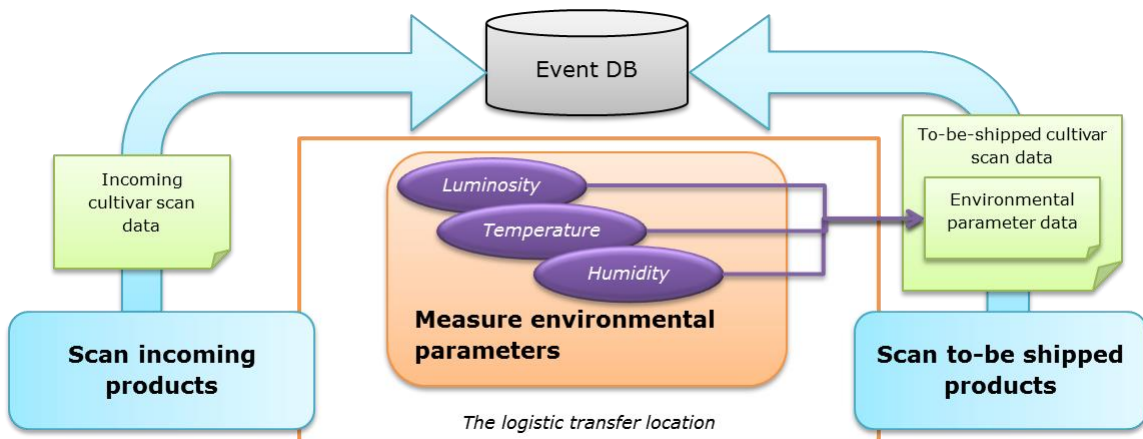 Event DB
Incoming
cultivar scan
data
To-be-shipped cultivar
scan data
Environmental
parameter data
Luminosity
Temperature
Humidity
Measure environmental
parameters
Scan incoming
products
Scan to-be shipped
products
The logistic transfer location